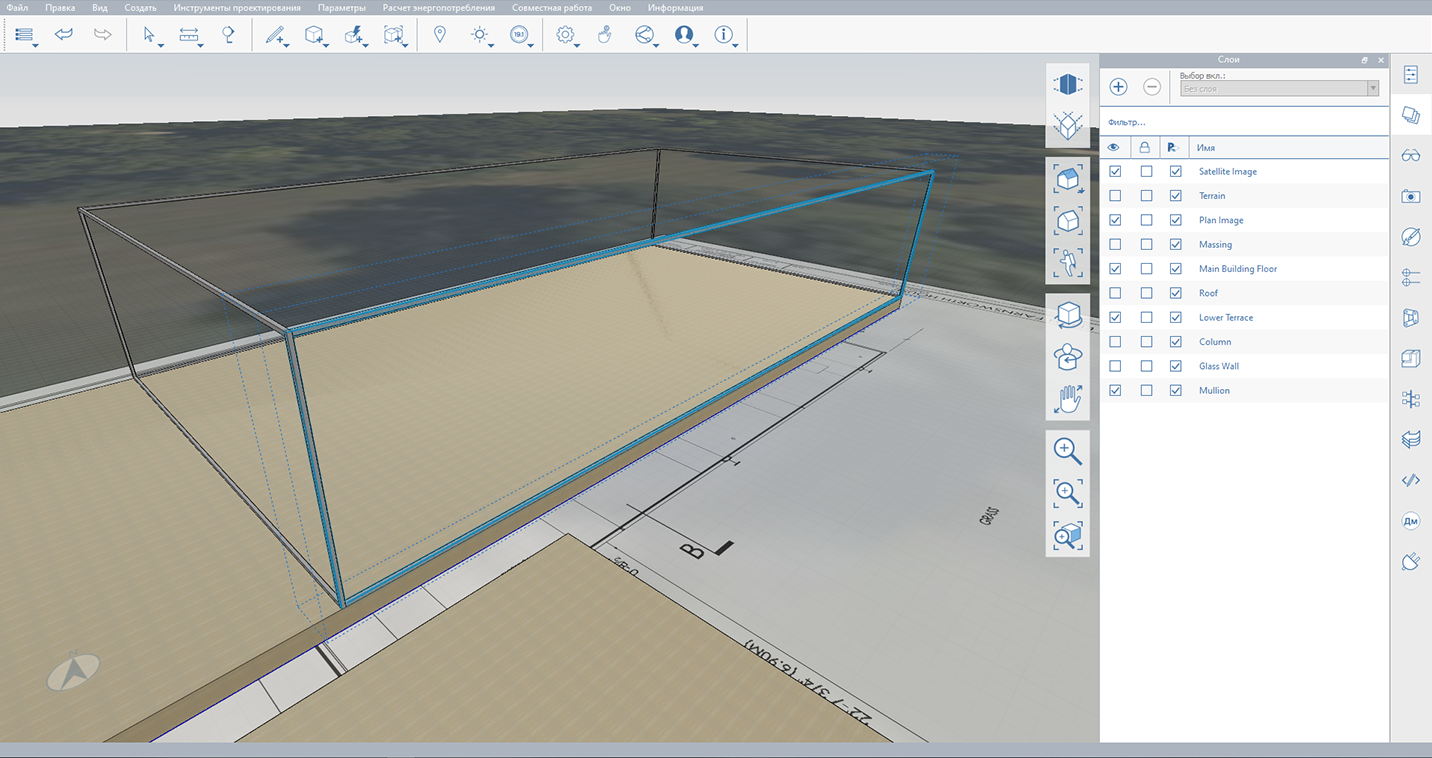 Файл Правка Вид Создать Инструменты проектирования Параметры Расчет энергопотребления Совместная работа Окно Информация
19.1
Слои
Выбор вкл.:
Без слоя
Фильтр...
Имя
Satellite Image
Terrain
Plan Image
Massing
Main Building Floor
Roof
Lower Terrace
Column
Glass Wall
Mullion
Дм
GRASS
B
22'-7 3/4" (6.90M)
N